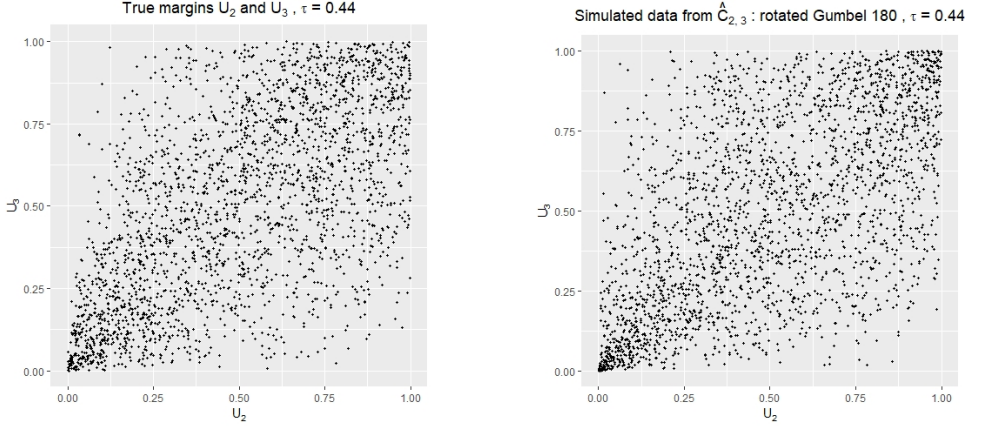 True margins U₂ and U₃ , τ = 0.44
1.00
0.75
0.50
0.25
0.00
U₃
0.00 0.25 0.50 0.75 1.00
U₂
Simulated data from Ĉ₂,₃ : rotated Gumbel 180 , τ = 0.44
1.00
0.75
0.50
0.25
0.00
U₃
0.00 0.25 0.50 0.75 1.00
U₂